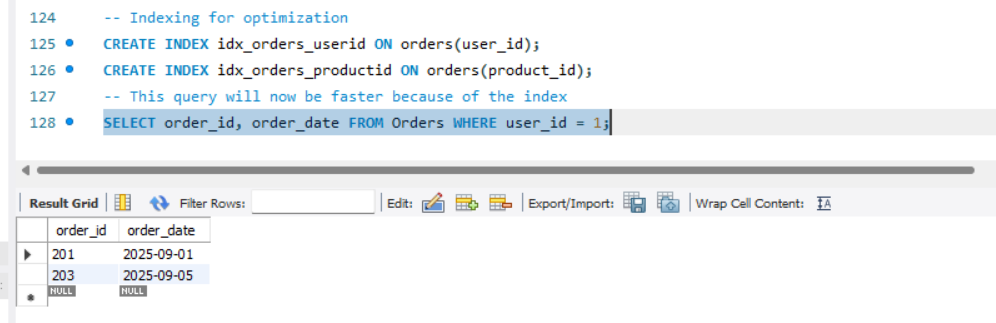 124 -- Indexing for optimization
125 CREATE INDEX idx_orders_userid ON orders(user_id);
126 CREATE INDEX idx_orders_productid ON orders(product_id);
127 -- This query will now be faster because of the index
128 SELECT order_id, order_date FROM Orders WHERE user_id = 1;
Result Grid Filter Rows: Edit: Export/Import: Wrap Cell Content: IA
order_id order_date
201 2025-09-01
203 2025-09-05
NULL NULL